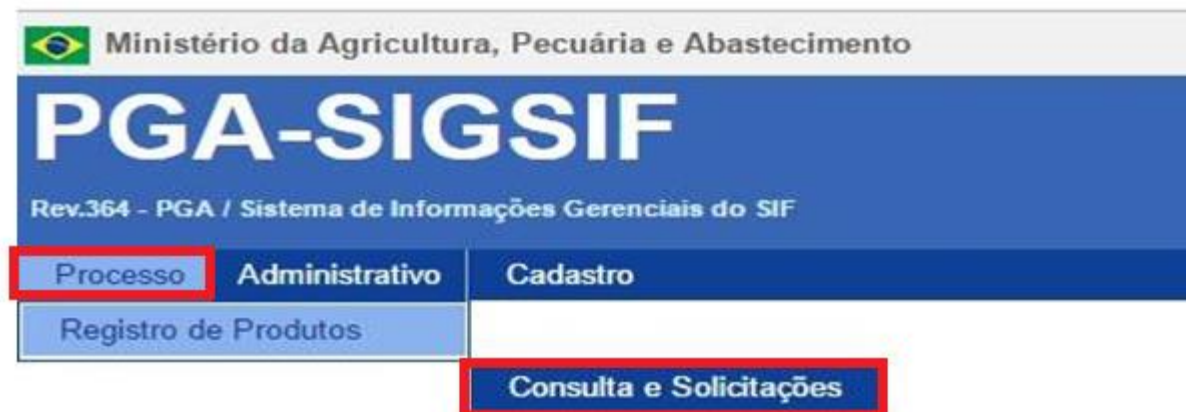 Ministério da Agricultura, Pecuária e Abastecimento
PGA-SIGSIF
Rev.364 - PGA / Sistema de Informações Gerenciais do SIF
Processo Administrativo Cadastro
Registro de Produtos
Consulta e Solicitações